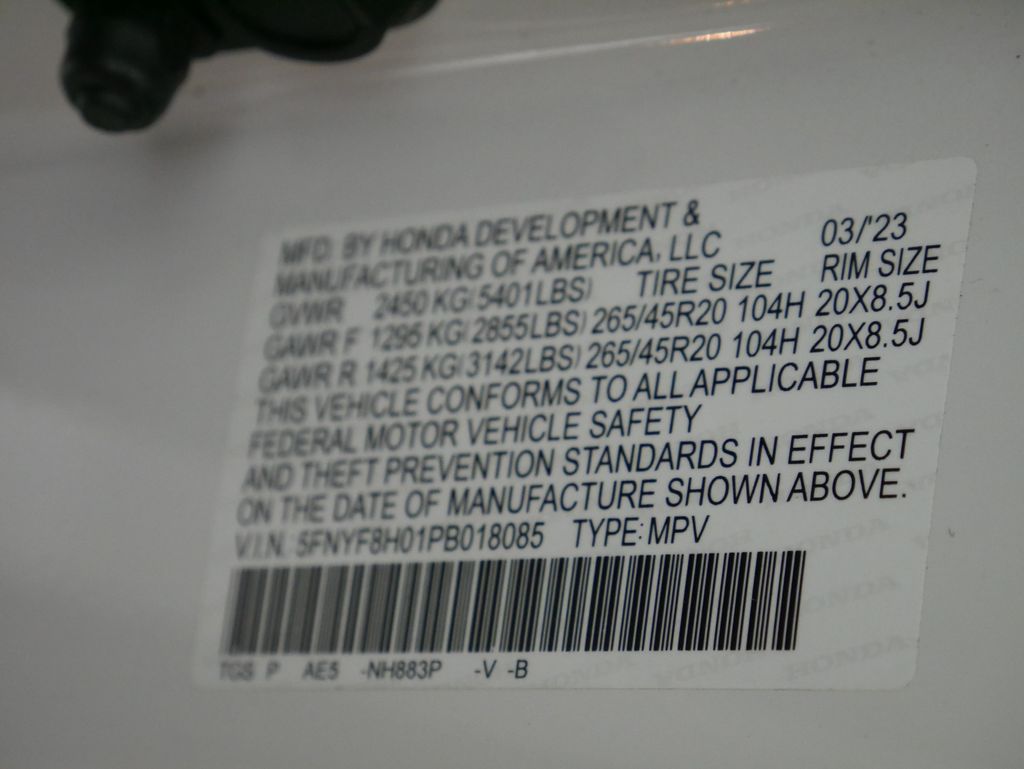 MFD. BY HONDA DEVELOPMENT &
MANUFACTURING OF AMERICA, LLC 03/'23
GVWR 2450 KG(5401LBS) TIRE SIZE RIM SIZE
GAWR F 1295 KG(2855LBS) 265/45R20 104H 20X8.5J
GAWR R 1425 KG(3142LBS) 265/45R20 104H 20X8.5J
THIS VEHICLE CONFORMS TO ALL APPLICABLE
FEDERAL MOTOR VEHICLE SAFETY
AND THEFT PREVENTION STANDARDS IN EFFECT
ON THE DATE OF MANUFACTURE SHOWN ABOVE.
V.I.N: 5FNYF8H01PB018085 TYPE:MPV
TGS P AE5 -NH883P -V -B